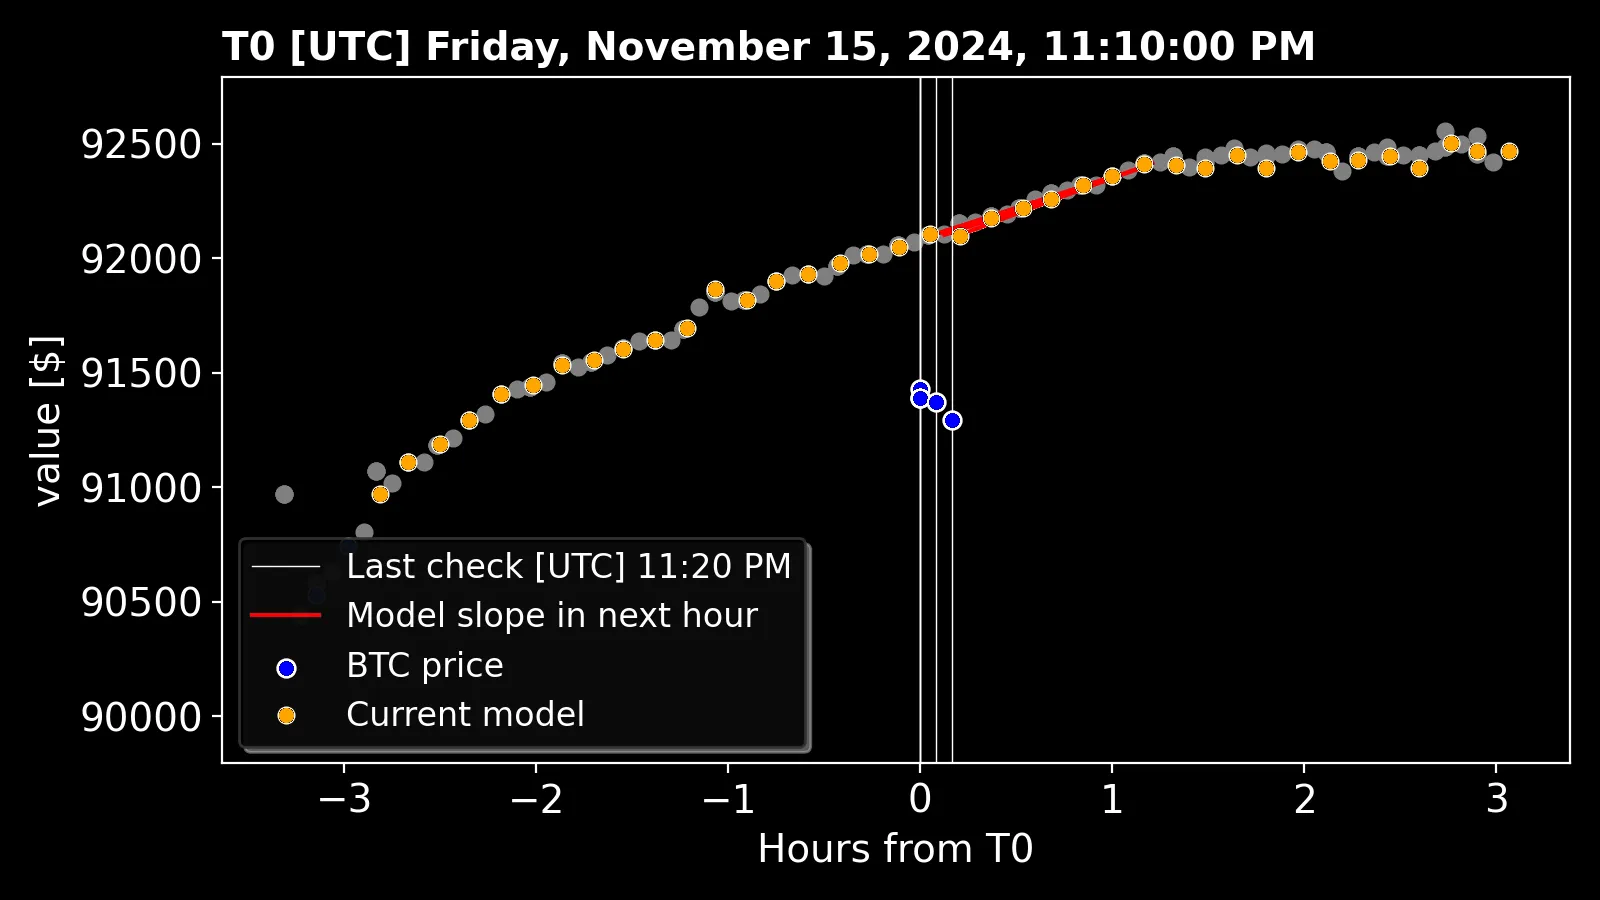 T0 [UTC] Friday, November 15, 2024, 11:10:00 PM
value [$]
92500
92000
91500
91000
90500
90000
Last check [UTC] 11:20 PM
Model slope in next hour
BTC price
Current model
−3 −2 −1 0 1 2 3
Hours from T0